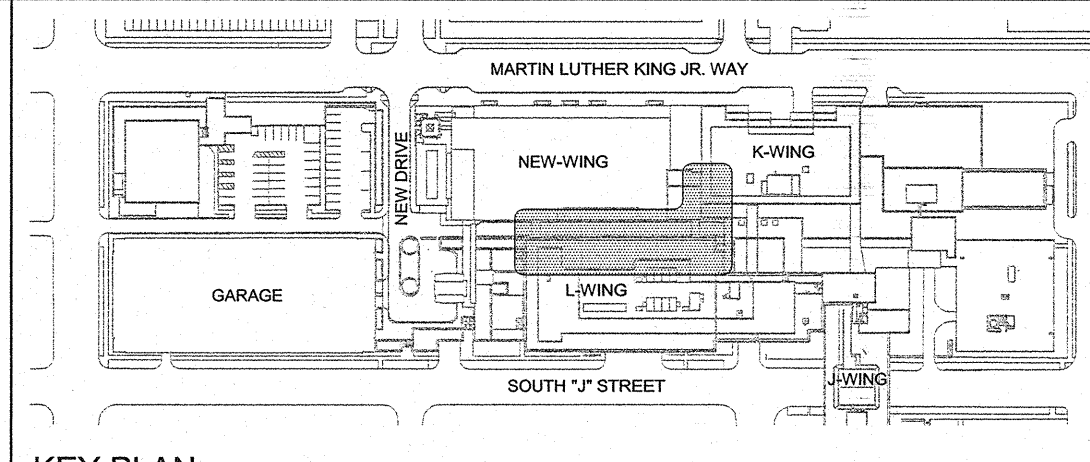 MARTIN LUTHER KING JR. WAY
NEW DRIVE
NEW-WING
K-WING
GARAGE
L-WING
J-WING
SOUTH "J" STREET
KEY PLAN